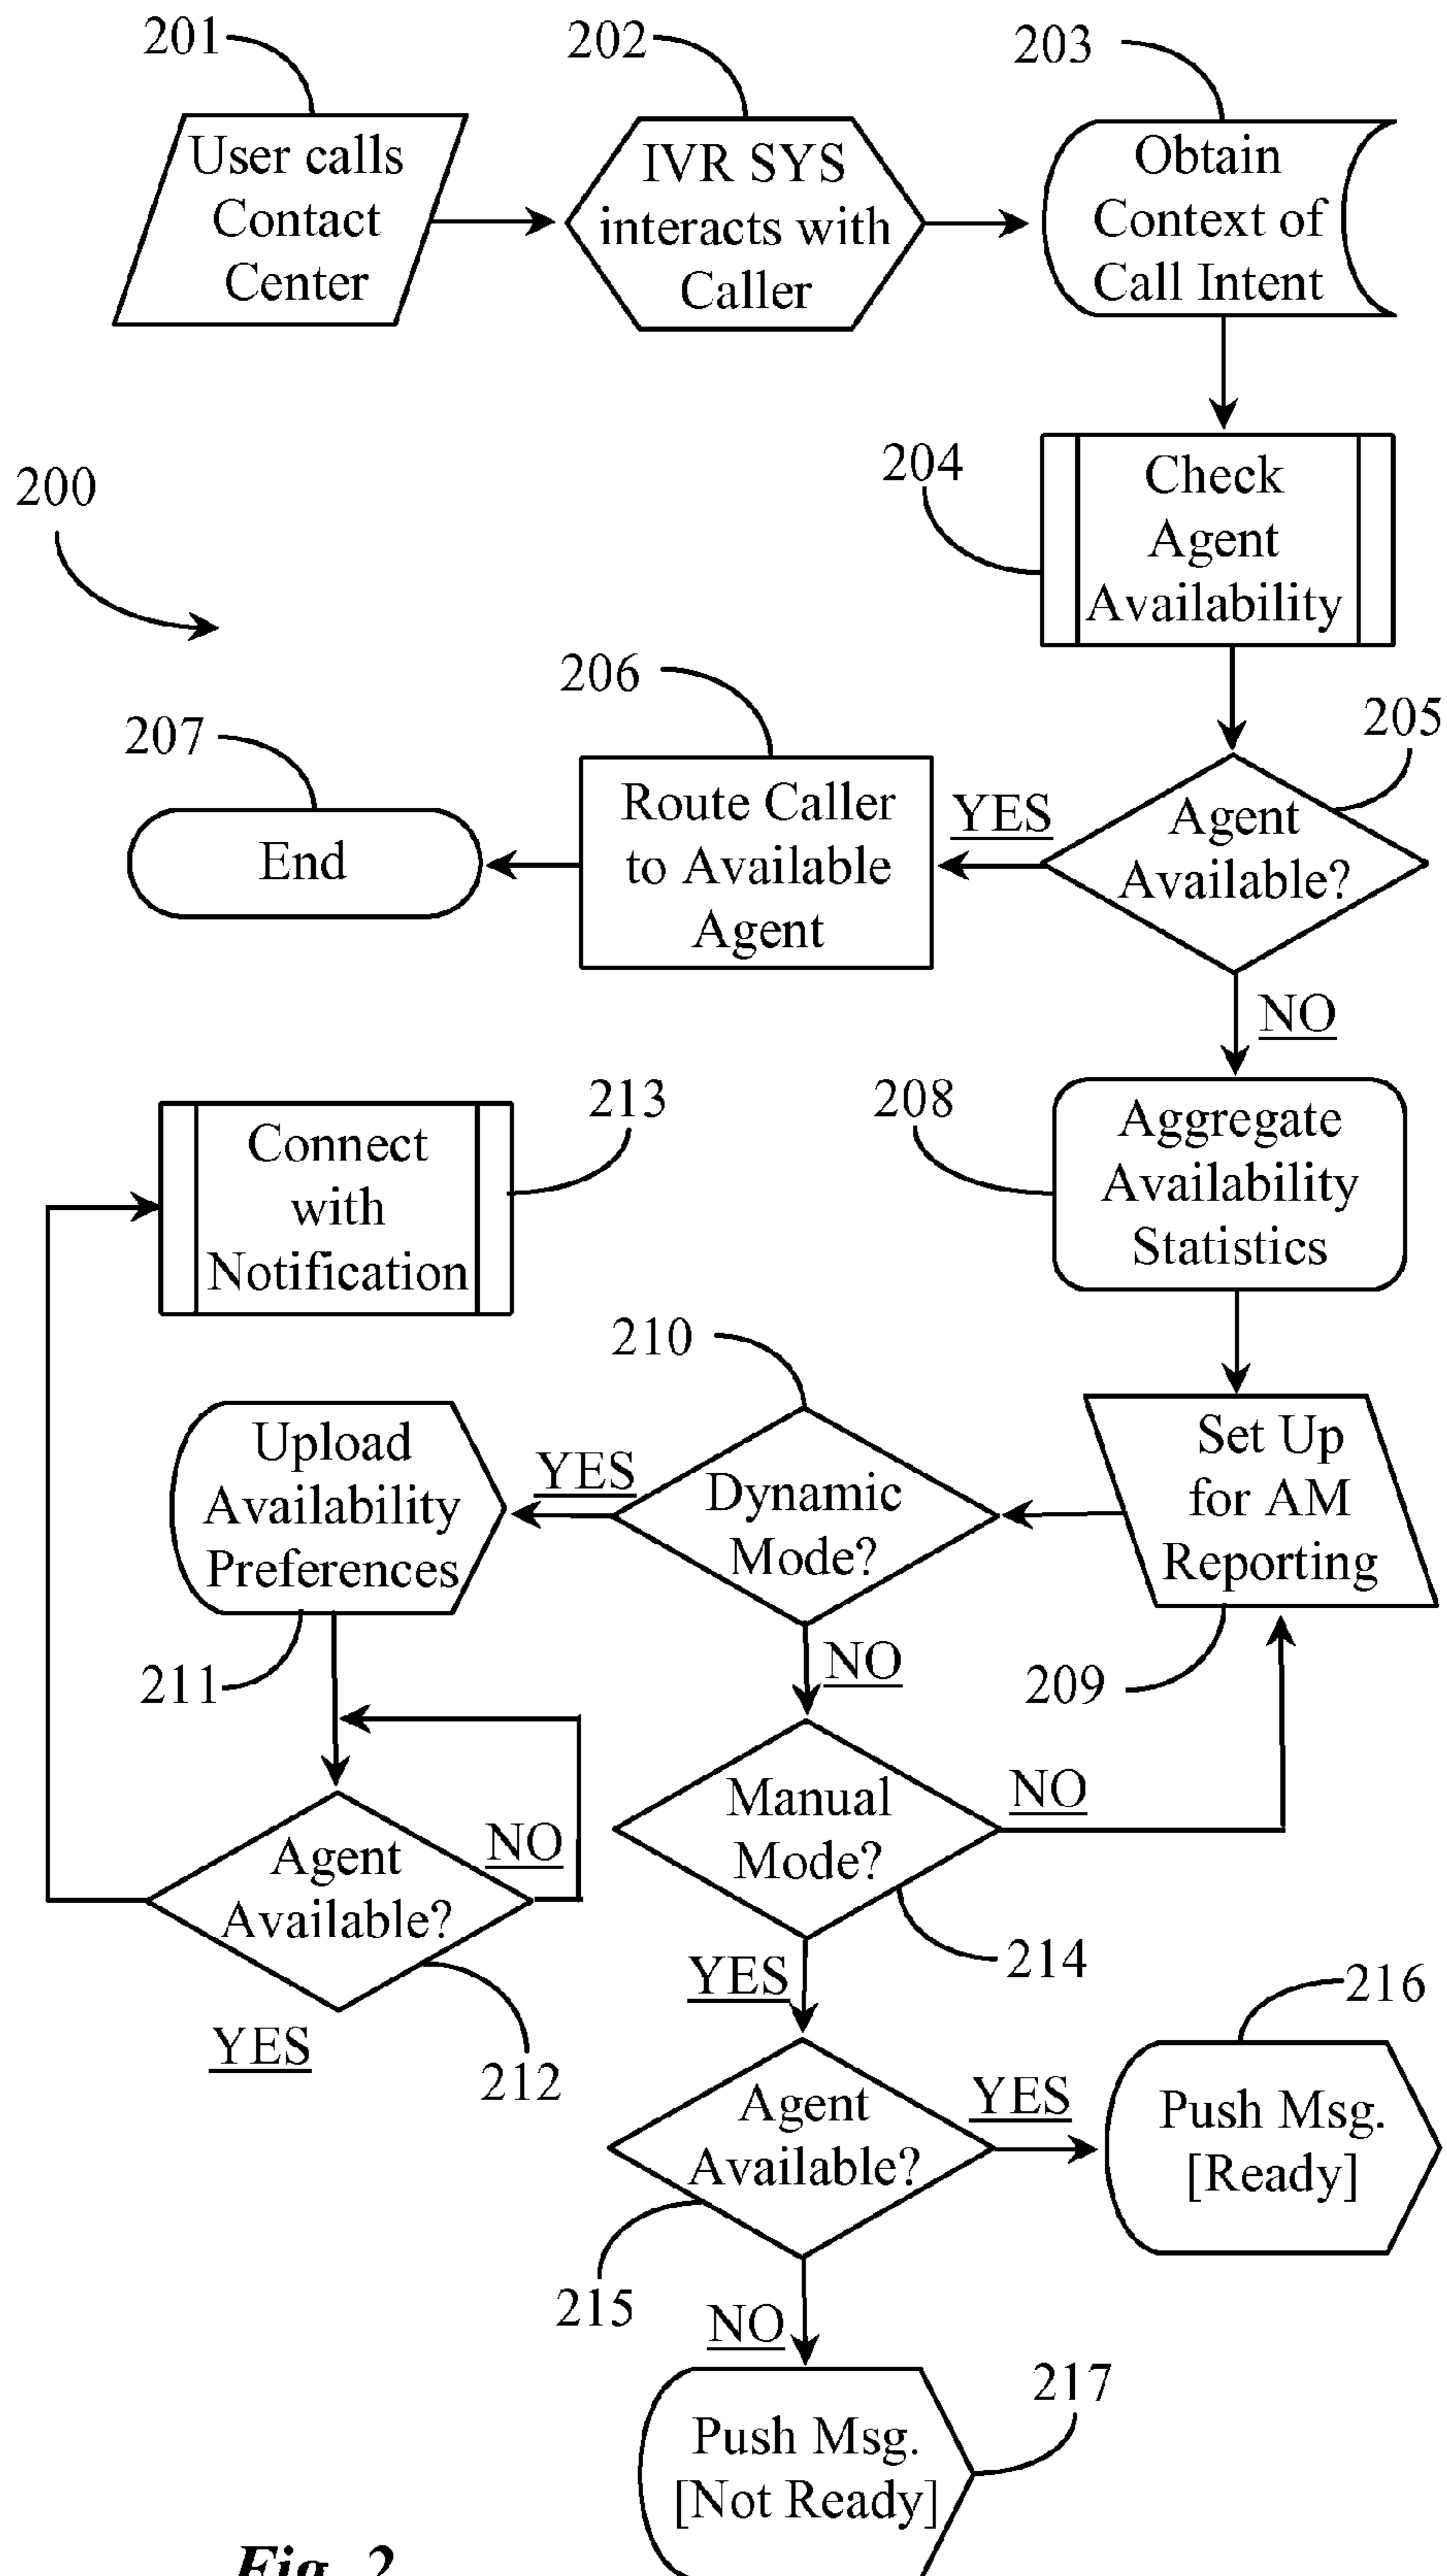 201
202
203
User calls
Contact
Center
IVR SYS
interacts with
Caller
Obtain
Context of
Call Intent
200
204
Check
Agent
Availability
205
206
207
End
Route Caller
to Available
Agent
YES
Agent
Available?
NO
213
208
Connect
with
Notification
Aggregate
Availability
Statistics
210
Upload
Availability
Preferences
YES
Dynamic
Mode?
Set Up
for AM
Reporting
211
NO
209
Agent
Available?
NO
Manual
Mode?
NO
YES
212
YES
214
216
Agent
Available?
YES
Push Msg.
[Ready]
215
NO
217
Push Msg.
[Not Ready]
Fig. 2